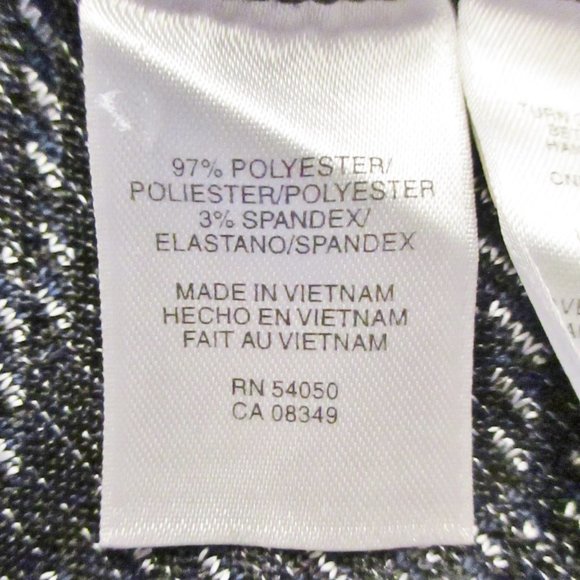 97% POLYESTER/
POLIESTER/POLYESTER
3% SPANDEX/
ELASTANO/SPANDEX
MADE IN VIETNAM
HECHO EN VIETNAM
FAIT AU VIETNAM
RN 54050
CA 08349
TURN